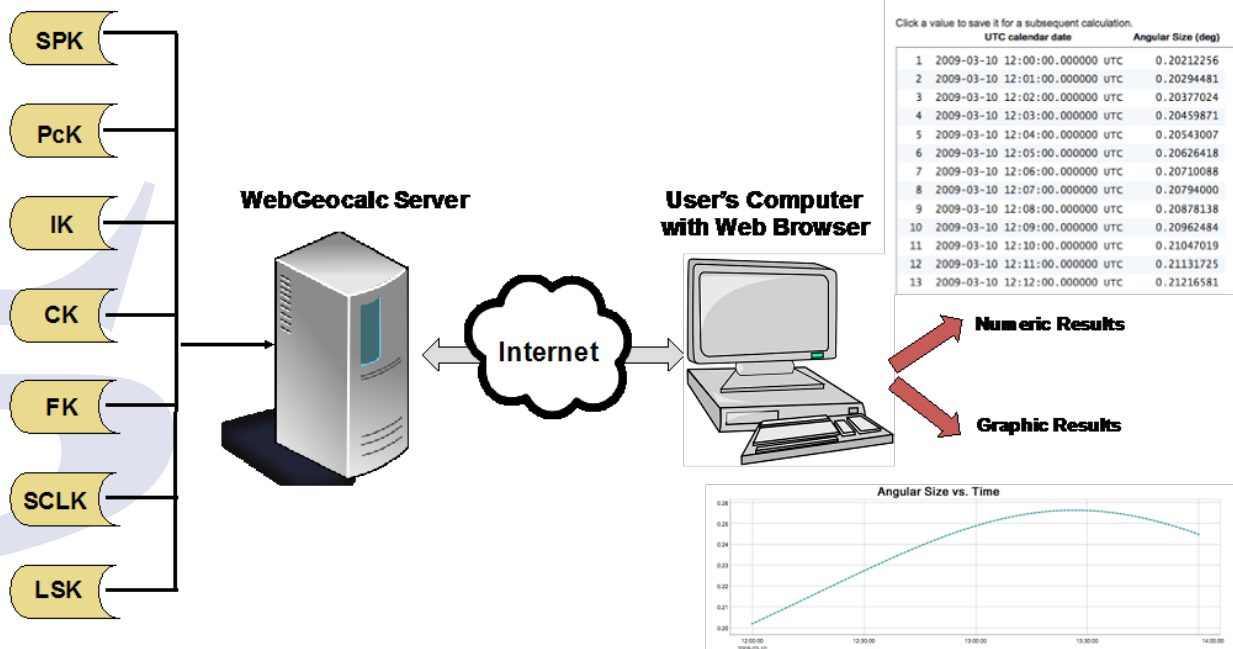 SPK
PcK
IK
CK
FK
SCLK
LSK
WebGeocalc Server
Internet
User's Computer
with Web Browser
Click a value to save it for a subsequent calculation.
UTC calendar date Angular Size (deg)
1 2009-03-10 12:00:00.000000 UTC 0.20212256
2 2009-03-10 12:01:00.000000 UTC 0.20294481
3 2009-03-10 12:02:00.000000 UTC 0.20377024
4 2009-03-10 12:03:00.000000 UTC 0.20459871
5 2009-03-10 12:04:00.000000 UTC 0.20543007
6 2009-03-10 12:05:00.000000 UTC 0.20626418
7 2009-03-10 12:06:00.000000 UTC 0.20710088
8 2009-03-10 12:07:00.000000 UTC 0.20794000
9 2009-03-10 12:08:00.000000 UTC 0.20878138
10 2009-03-10 12:09:00.000000 UTC 0.20962484
11 2009-03-10 12:10:00.000000 UTC 0.21047019
12 2009-03-10 12:11:00.000000 UTC 0.21131725
13 2009-03-10 12:12:00.000000 UTC 0.21216581
Numeric Results
Graphic Results
Angular Size vs. Time
0.26
0.25
0.24
0.23
0.22
0.21
0.20
12:00:00 12:30:00 13:00:00 13:30:00 14:00:00